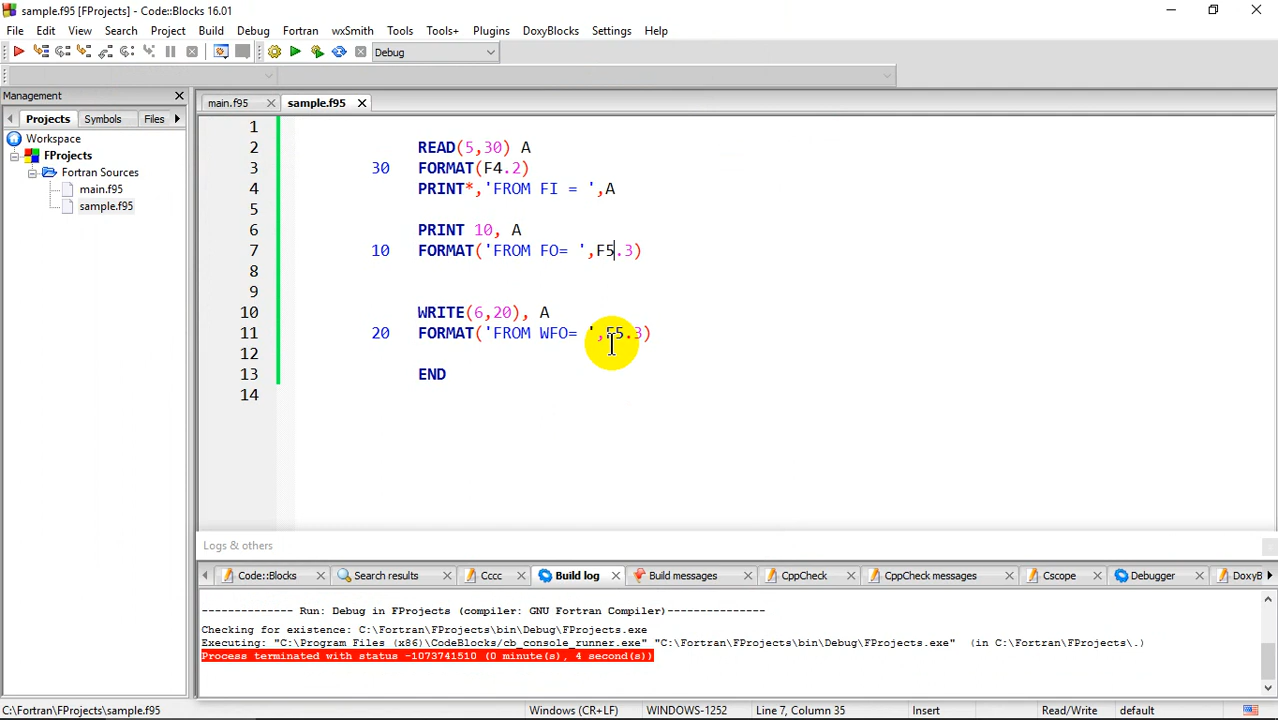 sample.f95 [FProjects] - Code::Blocks 16.01
File Edit View Search Project Build Debug Fortran wxSmith Tools Tools+ Plugins DoxyBlocks Settings Help
Debug
Management
main.f95 sample.f95
Projects Symbols Files
Workspace
FProjects
Fortran Sources
main.f95
sample.f95
1
2 READ(5,30) A
3 30 FORMAT(F4.2)
4 PRINT*,'FROM FI = ',A
5
6 PRINT 10, A
7 10 FORMAT('FROM FO= ',F5.3)
8
9
10 WRITE(6,20), A
11 20 FORMAT('FROM WFO= ',F5.3)
12
13 END
14
Logs & others
Code::Blocks Search results Cccc Build log Build messages CppCheck CppCheck messages Cscope Debugger DoxyB
-------------- Run: Debug in FProjects (compiler: GNU Fortran Compiler)---------------
Checking for existence: C:\Fortran\FProjects\bin\Debug\FProjects.exe
Executing: "C:\Program Files (x86)\CodeBlocks/cb_console_runner.exe" "C:\Fortran\FProjects\bin\Debug\FProjects.exe" (in C:\Fortran\FProjects\.)
Process terminated with status -1073741510 (0 minute(s), 4 second(s))
C:\Fortran\FProjects\sample.f95 Windows (CR+LF) WINDOWS-1252 Line 7, Column 35 Insert Read/Write default